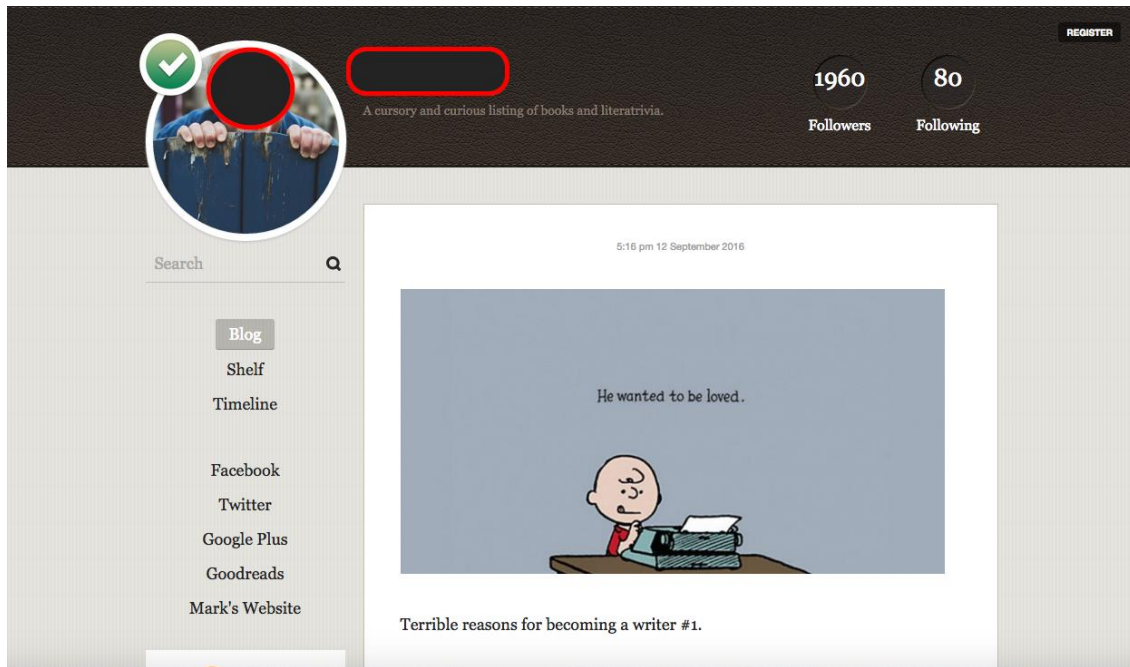 REGISTER
1960
80
A cursory and curious listing of books and literatrivia.
Followers
Following
5:16 pm 12 September 2016
Search
Blog
Shelf
Timeline
Facebook
Twitter
Google Plus
Goodreads
Mark's Website
He wanted to be loved.
Terrible reasons for becoming a writer #1.